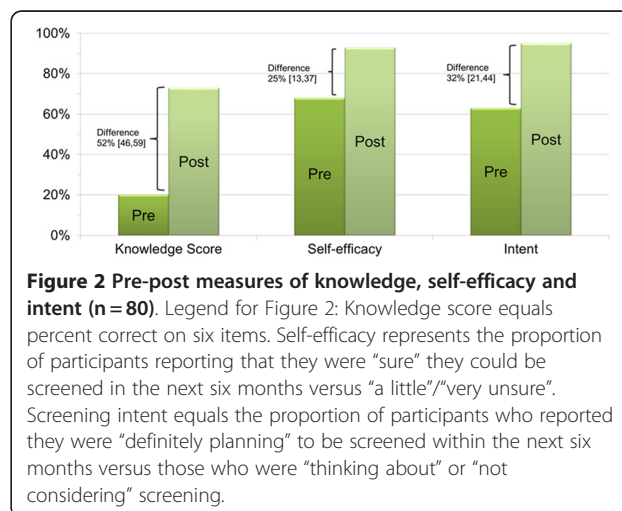 100%
80%
60%
40%
20%
0%
Difference
52% [46,59]
Pre
Post
Difference
25% [13,37]
Pre
Post
Difference
32% [21,44]
Pre
Post
Knowledge Score
Self-efficacy
Intent
Figure 2 Pre-post measures of knowledge, self-efficacy and
intent (n = 80). Legend for Figure 2: Knowledge score equals
percent correct on six items. Self-efficacy represents the proportion
of participants reporting that they were “sure” they could be
screened in the next six months versus “a little”/“very unsure”.
Screening intent equals the proportion of participants who reported
they were “definitely planning” to be screened within the next six
months versus those who were “thinking about” or “not
considering” screening.